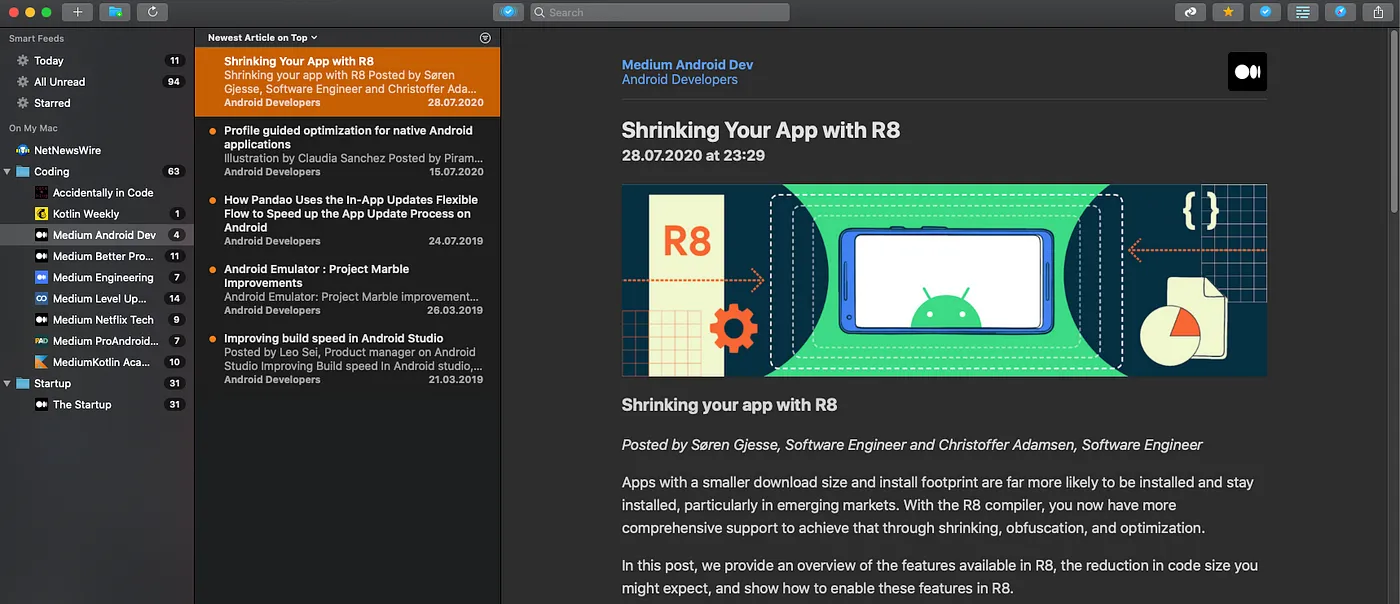 Search
Smart Feeds
Today 11
All Unread 94
Starred
On My Mac
NetNewsWire
Coding 63
Accidentally in Code
Kotlin Weekly 1
Medium Android Dev 4
Medium Better Pro... 11
Medium Engineering 7
Medium Level Up... 14
Medium Netflix Tech 9
Medium ProAndroid... 7
MediumKotlin Aca... 10
Startup 31
The Startup 31
Newest Article on Top
Shrinking Your App with R8
Shrinking your app with R8 Posted by Søren
Gjesse, Software Engineer and Christoffer Ada...
Android Developers 28.07.2020
Profile guided optimization for native Android
applications
Illustration by Claudia Sanchez Posted by Piram...
Android Developers 15.07.2020
How Pandao Uses the In-App Updates Flexible
Flow to Speed up the App Update Process on
Android
Android Developers 24.07.2019
Android Emulator : Project Marble
Improvements
Android Emulator: Project Marble improvement...
Android Developers 26.03.2019
Improving build speed in Android Studio
Posted by Leo Sei, Product manager on Android
Studio Improving Build speed In Android studio,...
Android Developers 21.03.2019
Medium Android Dev
Android Developers
Shrinking Your App with R8
28.07.2020 at 23:29
R8
{}
Shrinking your app with R8
Posted by Søren Gjesse, Software Engineer and Christoffer Adamsen, Software Engineer
Apps with a smaller download size and install footprint are far more likely to be installed and stay
installed, particularly in emerging markets. With the R8 compiler, you now have more
comprehensive support to achieve that through shrinking, obfuscation, and optimization.
In this post, we provide an overview of the features available in R8, the reduction in code size you
might expect, and show how to enable these features in R8.